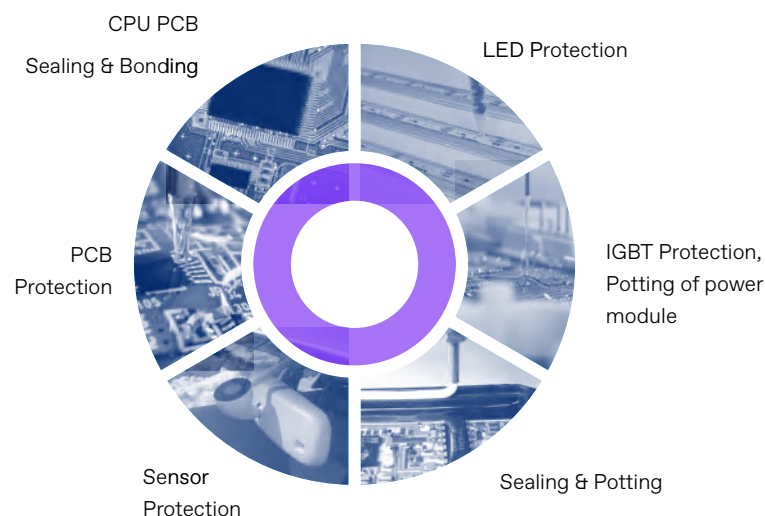 CPU PCB
Sealing & Bonding
LED Protection
PCB
Protection
IGBT Protection,
Potting of power
module
Sensor
Protection
Sealing & Potting